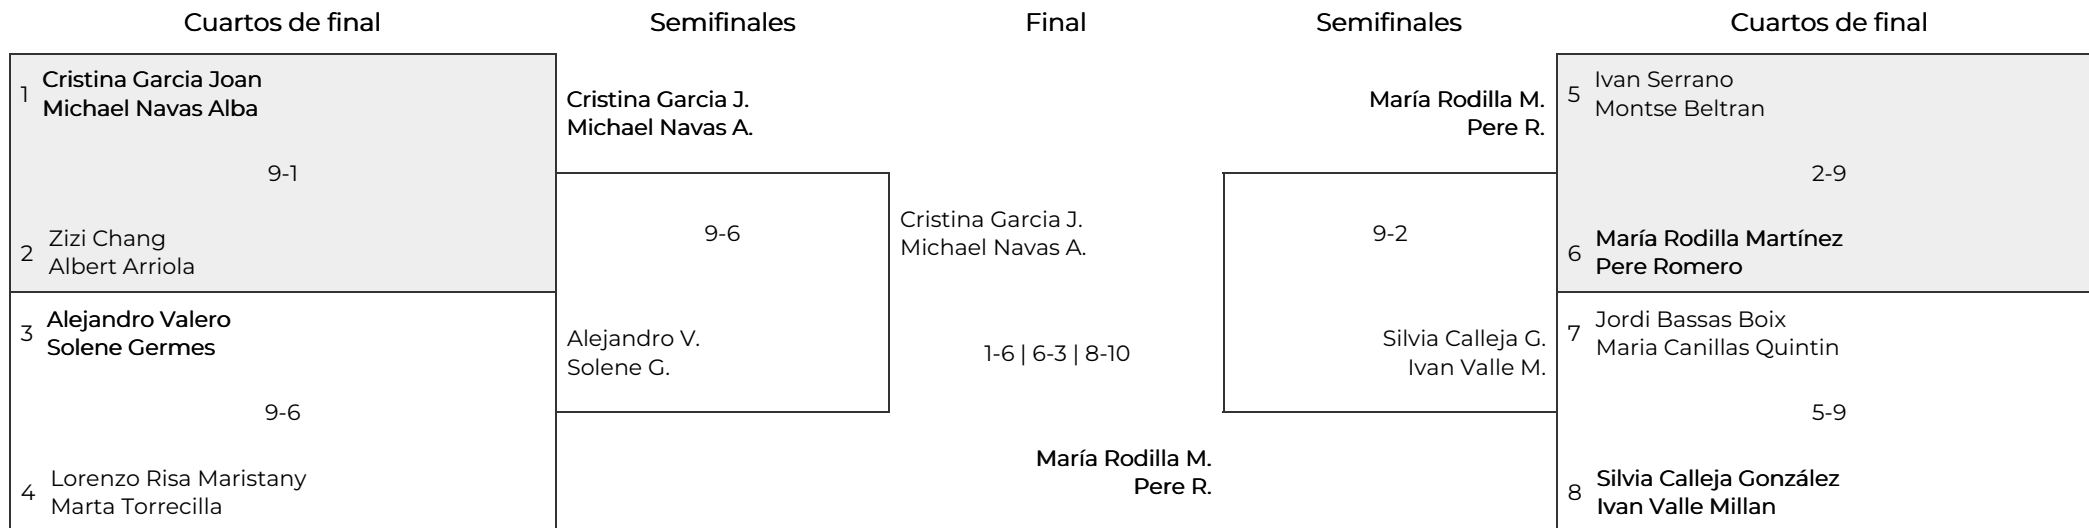 Cuartos de final
Semifinales
Final
Semifinales
Cuartos de final
1
Cristina Garcia Joan
Michael Navas Alba
9-1
2
Zizi Chang
Albert Arriola
3
Alejandro Valero
Solene Germes
9-6
4
Lorenzo Risa Maristany
Marta Torrecilla
Cristina Garcia J.
Michael Navas A.
9-6
Alejandro V.
Solene G.
Cristina Garcia J.
Michael Navas A.
1-6 | 6-3 | 8-10
María Rodilla M.
Pere R.
María Rodilla M.
Pere R.
9-2
Silvia Calleja G.
Ivan Valle M.
5
Ivan Serrano
Montse Beltran
2-9
6
María Rodilla Martínez
Pere Romero
7
Jordi Bassas Boix
Maria Canillas Quintin
5-9
8
Silvia Calleja González
Ivan Valle Millan